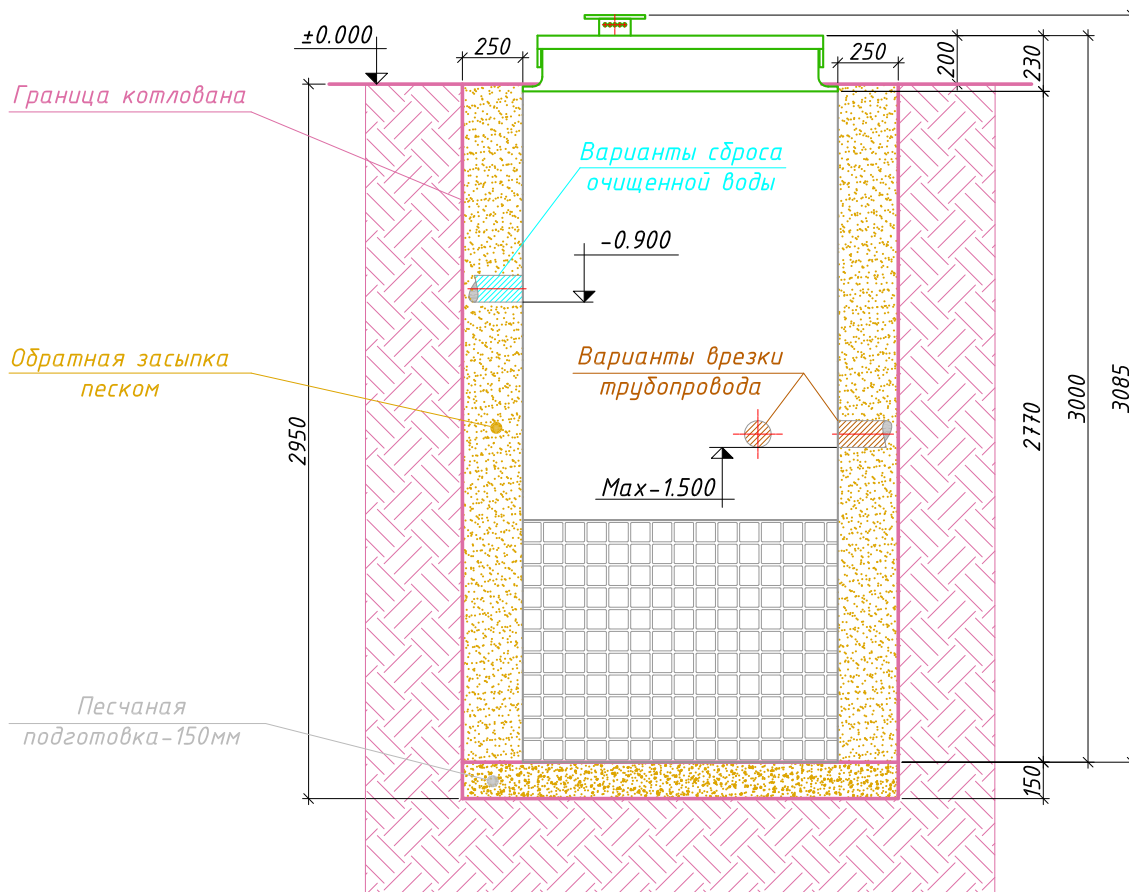 ±0.000
250
250
200
230
Граница котлована
Варианты сброса
очищенной воды
-0.900
Обратная засыпка
песком
Варианты врезки
трубопровода
2950
2770
3000
3085
Max-1.500
Песчаная
подготовка-150мм
150